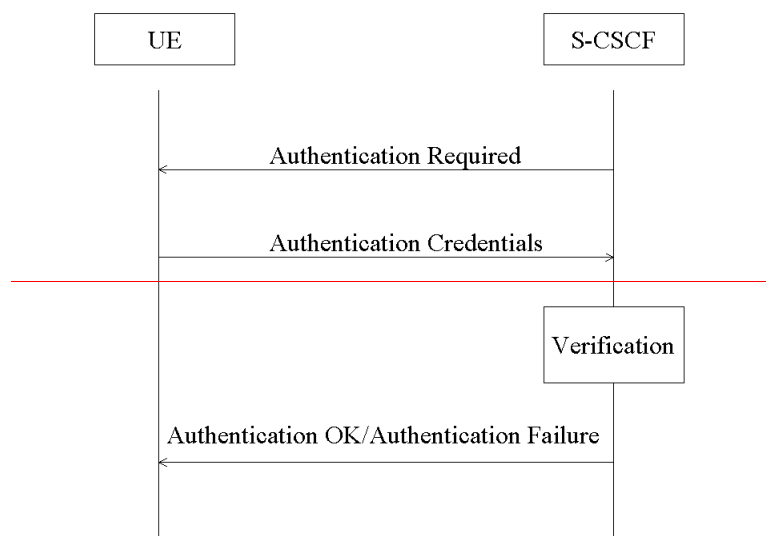 UE
S-CSCF
Authentication Required
Authentication Credentials
Verification
Authentication OK/Authentication Failure